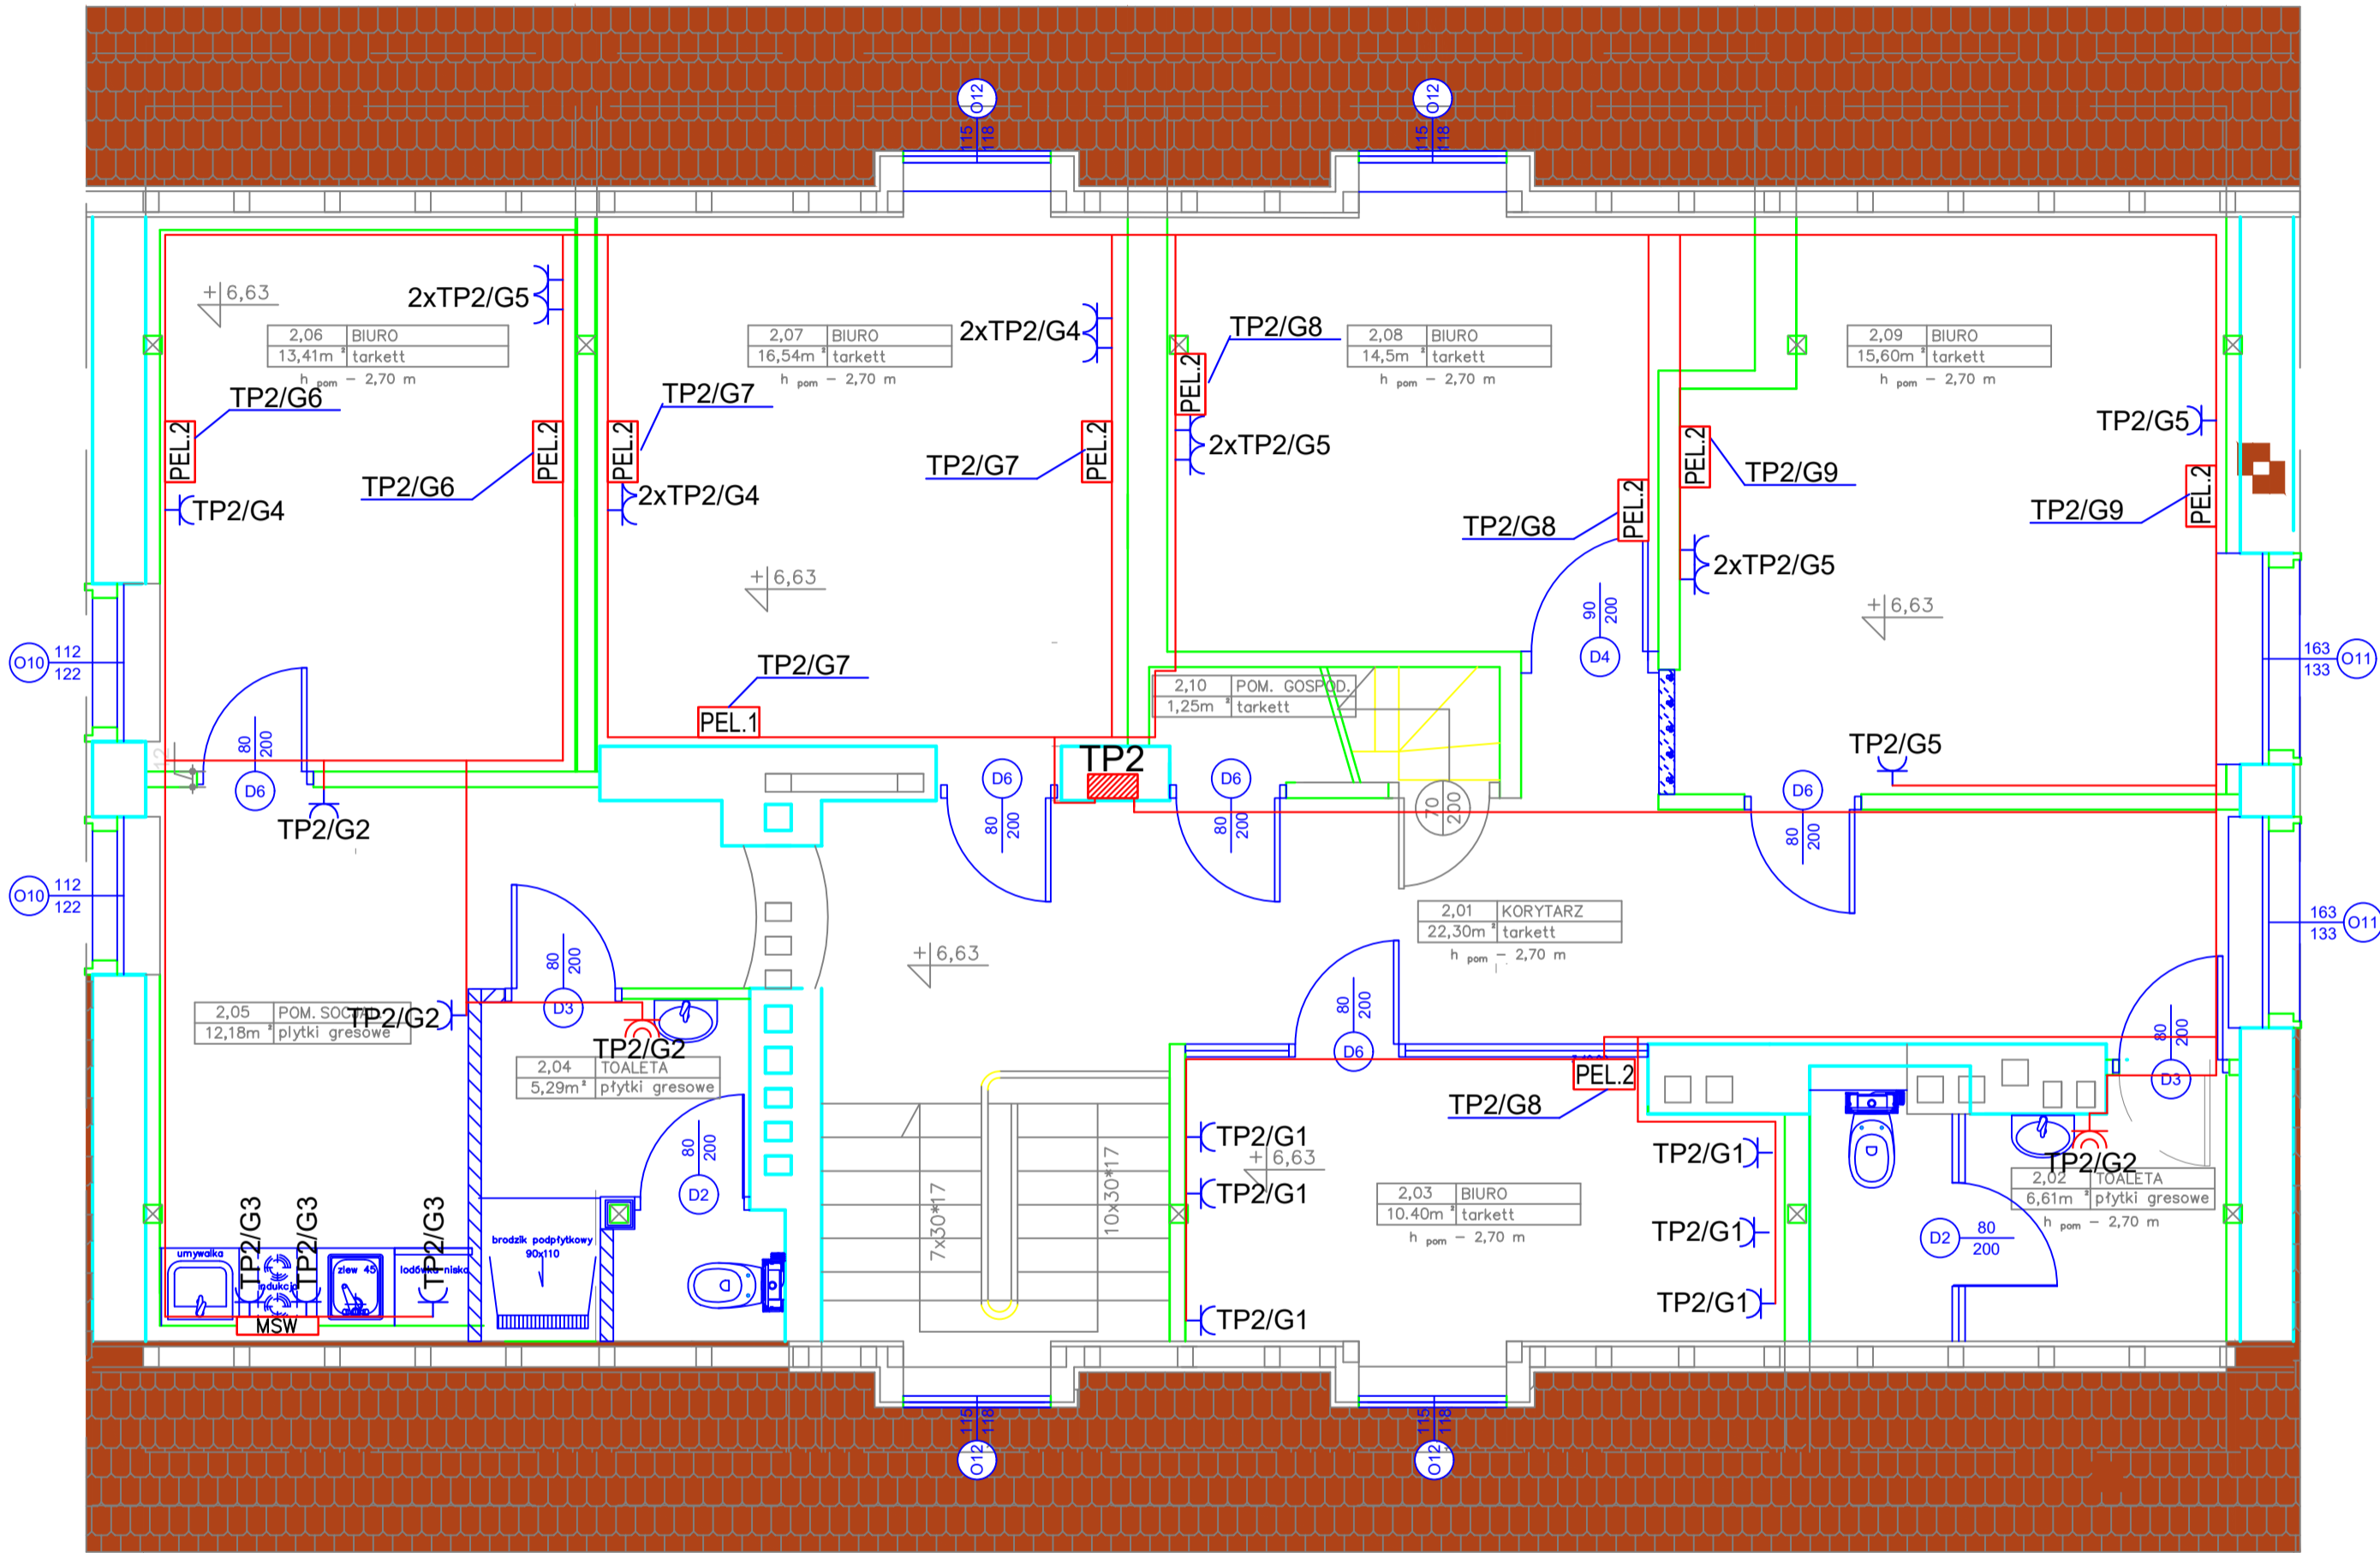 O12
115
118
O12
115
118
+ 6,63
2xTP2/G5
2,06 BIURO
13,41m² tarkett
h pom – 2,70 m
TP2/G6
PEL.2
TP2/G4
PEL.2
TP2/G6
2,07 BIURO
16,54m² tarkett
h pom – 2,70 m
2xTP2/G4
TP2/G7
PEL.2
2xTP2/G4
TP2/G7
PEL.2
+ 6,63
TP2/G7
PEL.1
TP2/G8
PEL.2
2xTP2/G5
2,08 BIURO
14,5m² tarkett
h pom – 2,70 m
TP2/G8
PEL.2
90
200
D4
2,09 BIURO
15,60m² tarkett
h pom – 2,70 m
TP2/G5
PEL.2
TP2/G9
TP2/G9
PEL.2
2xTP2/G5
+ 6,63
TP2/G5
O10 112
122
163
133 O11
80
200
D6
12
TP2/G2
2,10 POM. GOSPOD.
1,25m² tarkett
TP2
D6
80
200
D6
80
200
70
200
D6
80
200
O10 112
122
163
133 O11
2,01 KORYTARZ
22,30m² tarkett
h pom – 2,70 m
+ 6,63
80
200
D3
80
200
D6
80
200
D3
2,05 POM. SOCJAL.
12,18m² plytki gresowe
TP2/G2
TP2/G2
2,04 TOALETA
5,29m² płytki gresowe
PEL.2
TP2/G8
80
200
D2
TP2/G1
+ 6,63
TP2/G1
TP2/G1
TP2/G1
TP2/G1
TP2/G1
2,03 BIURO
10.40m² tarkett
h pom – 2,70 m
TP2/G2
2,02 TOALETA
6,61m² płytki gresowe
h pom – 2,70 m
D2 80
200
7x30*17
10x30*17
TP2/G3
TP2/G3
TP2/G3
umywalka
indukcja
zlew 45
lodówka niska
MSW
brodzik podpłytkowy
90x110
115
118
O12
115
118
O12